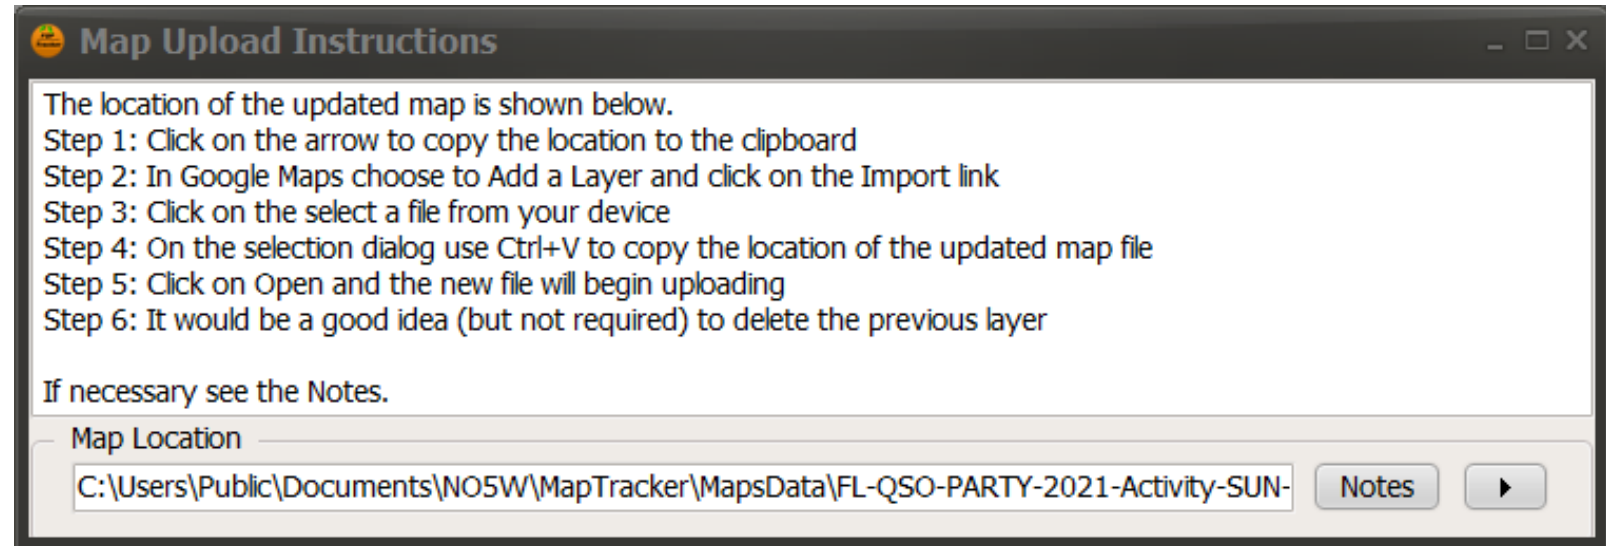 Map Upload Instructions
The location of the updated map is shown below.
Step 1: Click on the arrow to copy the location to the clipboard
Step 2: In Google Maps choose to Add a Layer and click on the Import link
Step 3: Click on the select a file from your device
Step 4: On the selection dialog use Ctrl+V to copy the location of the updated map file
Step 5: Click on Open and the new file will begin uploading
Step 6: It would be a good idea (but not required) to delete the previous layer
If necessary see the Notes.
Map Location
C:\Users\Public\Documents\NO5W\MapTracker\MapsData\FL-QSO-PARTY-2021-Activity-SUN-
Notes